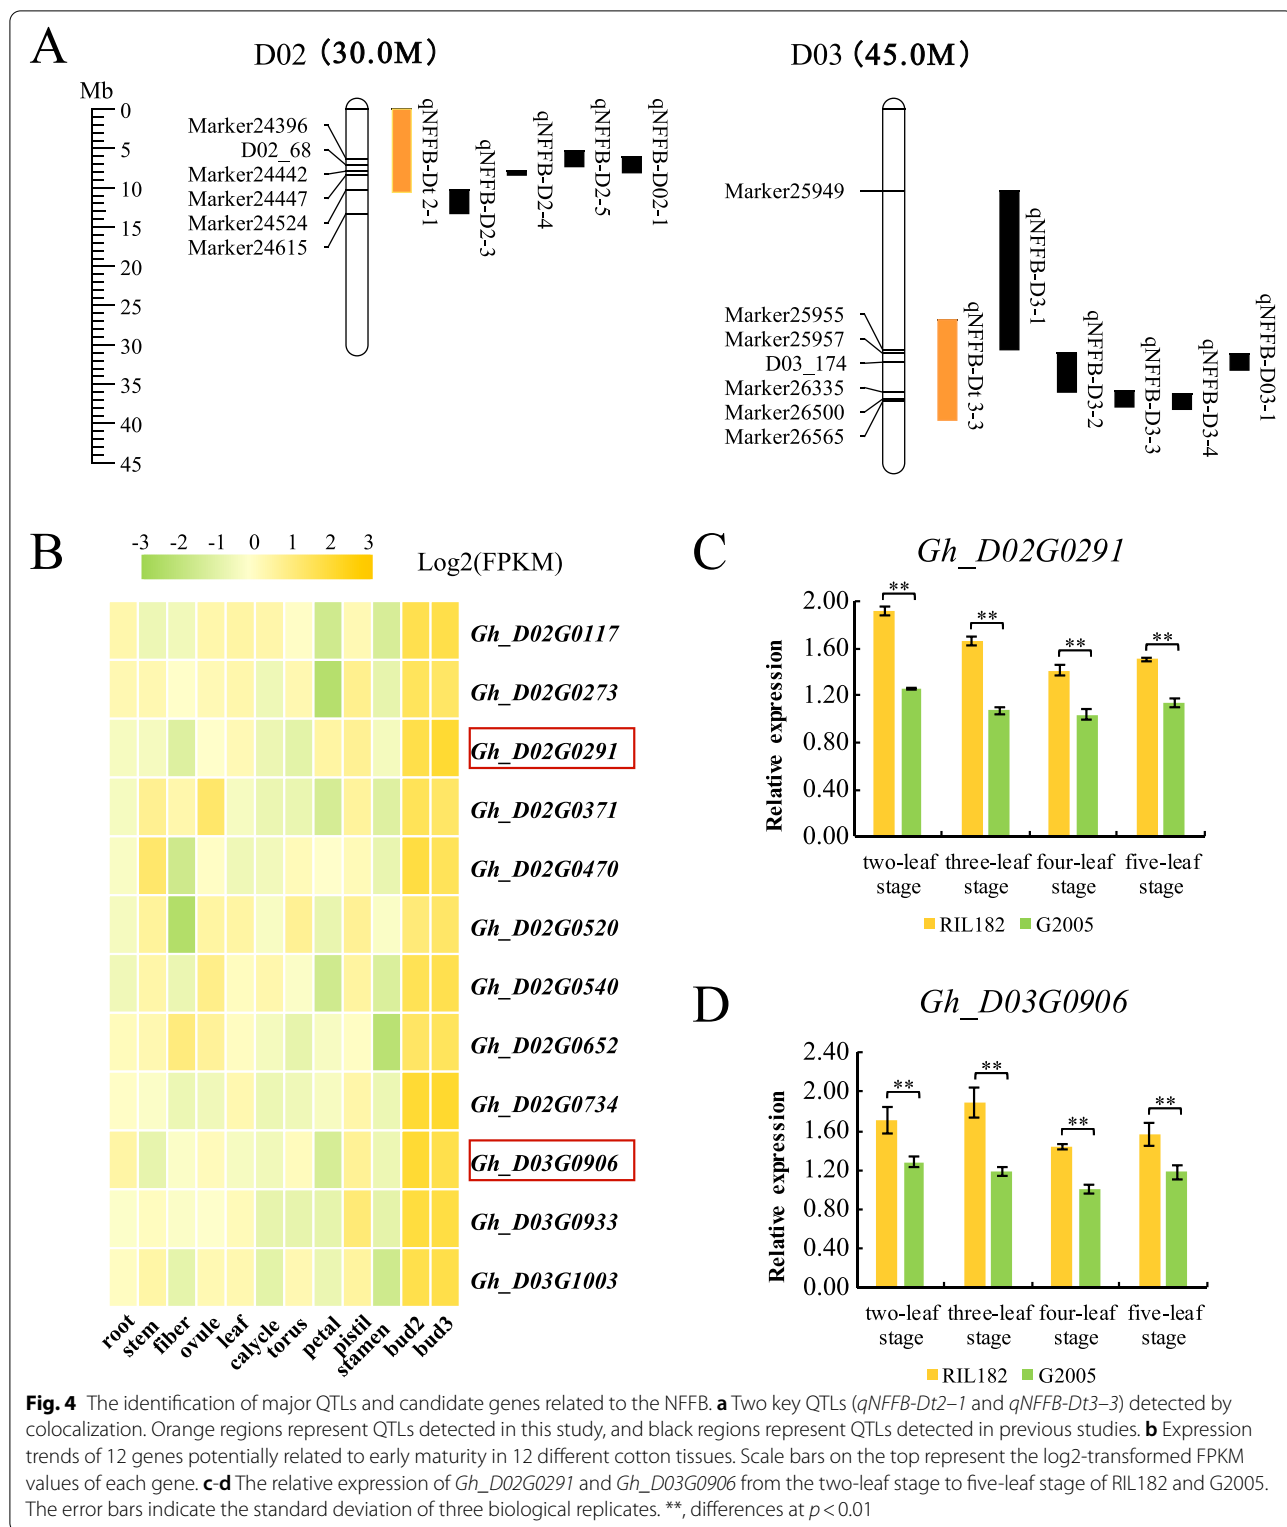 A
D02 (30.0M)
D03 (45.0M)
Mb
0
5
10
15
20
25
30
35
40
45
Marker24396
D02_68
Marker24442
Marker24447
Marker24524
Marker24615
qNFFB-Dt 2-1
qNFFB-D2-3
qNFFB-D2-4
qNFFB-D2-5
qNFFB-D02-1
Marker25949
Marker25955
Marker25957
D03_174
Marker26335
Marker26500
Marker26565
qNFFB-Dt 3-3
qNFFB-D3-1
qNFFB-D3-2
qNFFB-D3-3
qNFFB-D3-4
qNFFB-D03-1
B
-3 -2 -1 0 1 2 3
Log2(FPKM)
Gh_D02G0117
Gh_D02G0273
Gh_D02G0291
Gh_D02G0371
Gh_D02G0470
Gh_D02G0520
Gh_D02G0540
Gh_D02G0652
Gh_D02G0734
Gh_D03G0906
Gh_D03G0933
Gh_D03G1003
root stem fiber ovule leaf calycle torus petal pistil stamen bud2 bud3
C
Gh_D02G0291
Relative expression
2.00
1.60
1.20
0.80
0.40
0.00
** ** ** **
two-leaf three-leaf four-leaf five-leaf
stage stage stage stage
RIL182 G2005
D
Gh_D03G0906
Relative expression
2.40
2.00
1.60
1.20
0.80
0.40
0.00
** ** ** **
two-leaf three-leaf four-leaf five-leaf
stage stage stage stage
RIL182 G2005
Fig. 4 The identification of major QTLs and candidate genes related to the NFFB. a Two key QTLs (qNFFB-Dt2–1 and qNFFB-Dt3–3) detected by
colocalization. Orange regions represent QTLs detected in this study, and black regions represent QTLs detected in previous studies. b Expression
trends of 12 genes potentially related to early maturity in 12 different cotton tissues. Scale bars on the top represent the log2-transformed FPKM
values of each gene. c-d The relative expression of Gh_D02G0291 and Gh_D03G0906 from the two-leaf stage to five-leaf stage of RIL182 and G2005.
The error bars indicate the standard deviation of three biological replicates. **, differences at p < 0.01